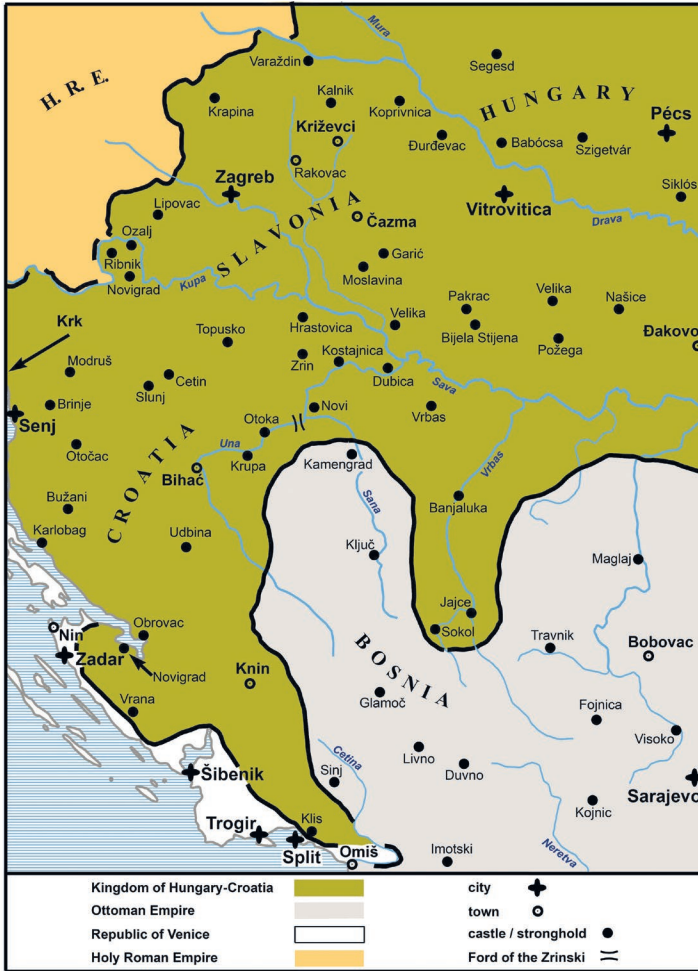 Mura
Varaždin
Segesd
H. R. E.
HUNGARY
Krapina
Kalnik
Koprivnica
Pécs
Križevci
Đurđevac
Babócsa
Szigetvár
Rakovac
Zagreb
Vitrovitica
Siklós
Lipovac
Čazma
Drava
Ozalj
SLAVONIA
Ribnik
Garić
Novigrad
Kupa
Moslavina
Krk
Topusko
Hrastovica
Velika
Pakrac
Velika
Našice
Bijela Stijena
Požega
Đakovo
Modruš
Cetin
Slunj
Zrin
Kostajnica
Dubica
Sava
Brinje
Senj
Novi
Vrbas
Otoka
Otočac
CROATIA
Una
Bihać
Krupa
Kamengrad
Vrbas
Sana
Banjaluka
Bužani
Karlobag
Udbina
Ključ
Maglaj
Jajce
Sokol
Obrovac
Nin
Travnik
Bobovac
Zadar
Novigrad
Knin
BOSNIA
Vrana
Glamoč
Fojnica
Visoko
Cetina
Livno
Duvno
Šibenik
Sinj
Sarajevo
Kojnic
Trogir
Klis
Split
Omiš
Imotski
Neretva
Kingdom of Hungary-Croatia
city
Ottoman Empire
town
Republic of Venice
castle / stronghold
Holy Roman Empire
Ford of the Zrinski